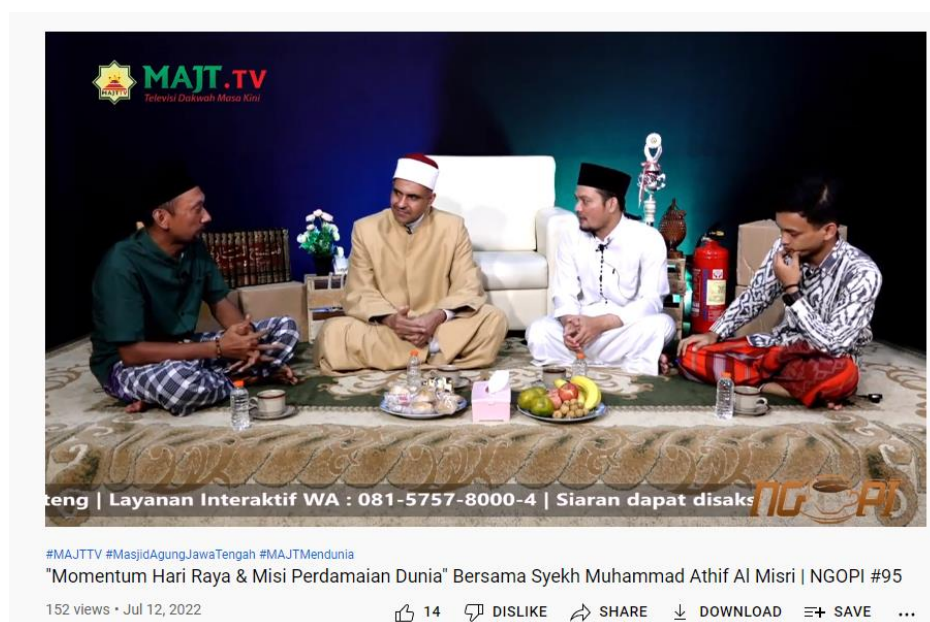 MAJT.TV
Televisi Dakwah Masa Kini
MAJT TV
teng | Layanan Interaktif WA : 081-5757-8000-4 | Siaran dapat disaks
NGOPI
#MAJTTV #MasjidAgungJawaTengah #MAJTMendunia
"Momentum Hari Raya & Misi Perdamaian Dunia" Bersama Syekh Muhammad Athif Al Misri | NGOPI #95
152 views • Jul 12, 2022
14 DISLIKE SHARE DOWNLOAD SAVE ...